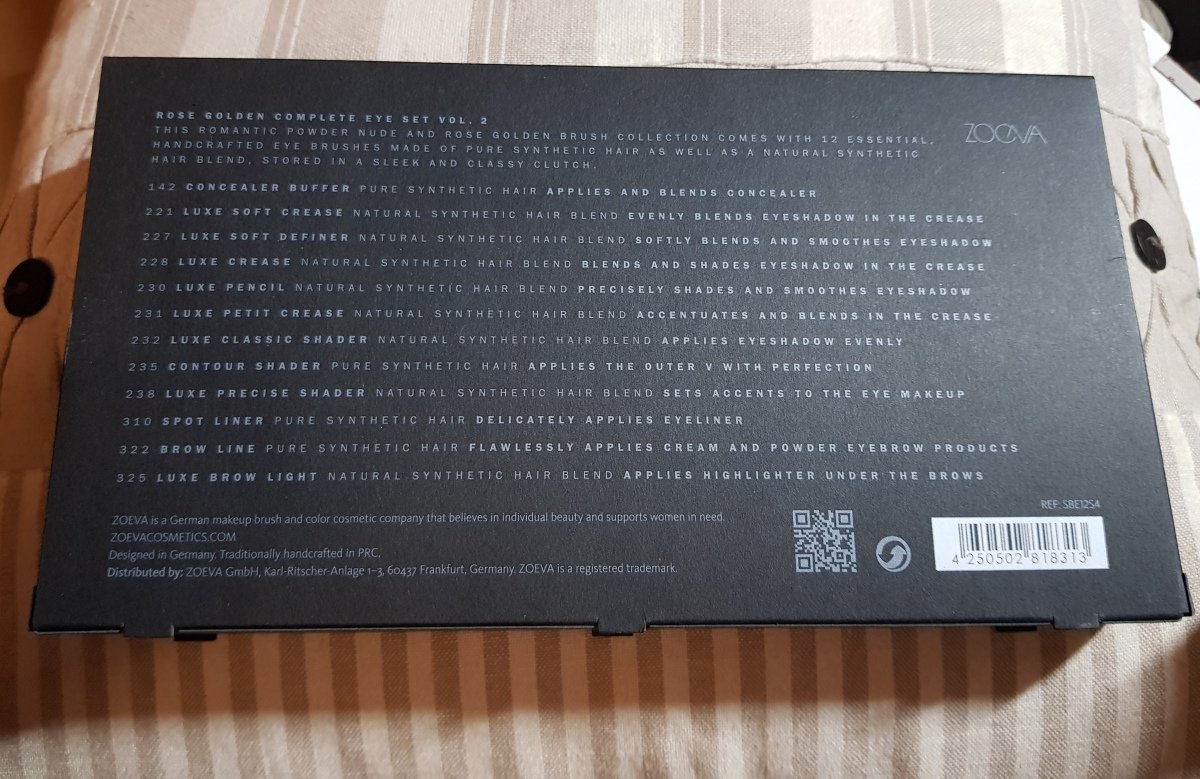 ROSE GOLDEN COMPLETE EYE SET VOL. 2
THIS ROMANTIC POWDER NUDE AND ROSE GOLDEN BRUSH COLLECTION COMES WITH 12 ESSENTIAL,
HANDCRAFTED EYE BRUSHES MADE OF PURE SYNTHETIC HAIR AS WELL AS A NATURAL SYNTHETIC
HAIR BLEND, STORED IN A SLEEK AND CLASSY CLUTCH.
ZOEVA
142 CONCEALER BUFFER PURE SYNTHETIC HAIR APPLIES AND BLENDS CONCEALER
221 LUXE SOFT CREASE NATURAL SYNTHETIC HAIR BLEND EVENLY BLENDS EYESHADOW IN THE CREASE
227 LUXE SOFT DEFINER NATURAL SYNTHETIC HAIR BLEND SOFTLY BLENDS AND SMOOTHES EYESHADOW
228 LUXE CREASE NATURAL SYNTHETIC HAIR BLEND BLENDS AND SHADES EYESHADOW IN THE CREASE
230 LUXE PENCIL NATURAL SYNTHETIC HAIR BLEND PRECISELY SHADES AND SMOOTHES EYESHADOW
231 LUXE PETIT CREASE NATURAL SYNTHETIC HAIR BLEND ACCENTUATES AND BLENDS IN THE CREASE
232 LUXE CLASSIC SHADER NATURAL SYNTHETIC HAIR BLEND APPLIES EYESHADOW EVENLY
235 CONTOUR SHADER PURE SYNTHETIC HAIR APPLIES THE OUTER V WITH PERFECTION
238 LUXE PRECISE SHADER NATURAL SYNTHETIC HAIR BLEND SETS ACCENTS TO THE EYE MAKEUP
310 SPOT LINER PURE SYNTHETIC HAIR DELICATELY APPLIES EYELINER
322 BROW LINE PURE SYNTHETIC HAIR FLAWLESSLY APPLIES CREAM AND POWDER EYEBROW PRODUCTS
325 LUXE BROW LIGHT NATURAL SYNTHETIC HAIR BLEND APPLIES HIGHLIGHTER UNDER THE BROWS
ZOEVA is a German makeup brush and color cosmetic company that believes in individual beauty and supports women in need.
ZOEVACOSMETICS.COM
Designed in Germany. Traditionally handcrafted in PRC.
Distributed by: ZOEVA GmbH, Karl-Ritscher-Anlage 1–3, 60437 Frankfurt, Germany. ZOEVA is a registered trademark.
REF: SBE12S4
4 250502 818313